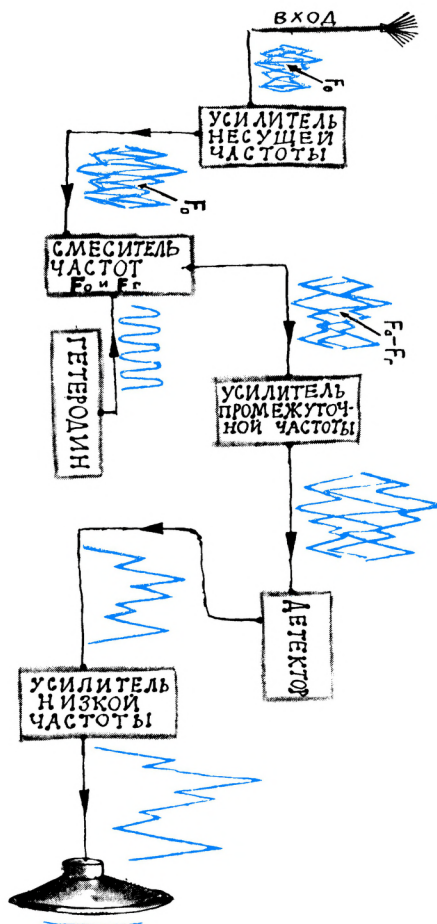 ВХОД
F₀
УСИЛИТЕЛЬ
НЕСУЩЕЙ
ЧАСТОТЫ
F₀
СМЕСИТЕЛЬ
ЧАСТОТ
F₀ и Fг
ГЕТЕРОДИН
F₀-Fг
УСИЛИТЕЛЬ
ПРОМЕЖУТОЧ-
НОЙ ЧАСТОТЫ
ДЕТЕКТОР
УСИЛИТЕЛЬ
НИЗКОЙ
ЧАСТОТЫ